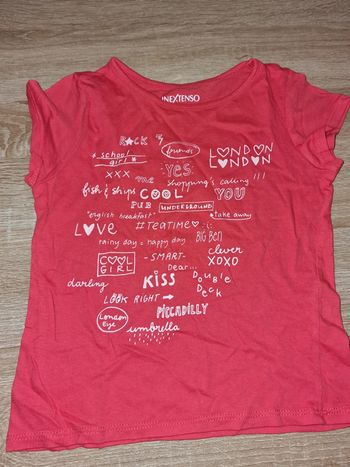 INEXTENSO
ROCK
friends
LONDON
LONDON
school
girl
YES
xxx
me
shopping's calling !!!
fish & ships
COOL
YOU
PUB
UNDERGROUND
"english breakfast"
take away
LOVE
#TEATIME
BIG BEN
rainy day = happy day
COOL
GIRL
-SMART-
clever
XOXO
Dear...
darling
KISS
DOUBLE
DECK
LOOK RIGHT →
PICCADILLY
London
Eye
umbrella